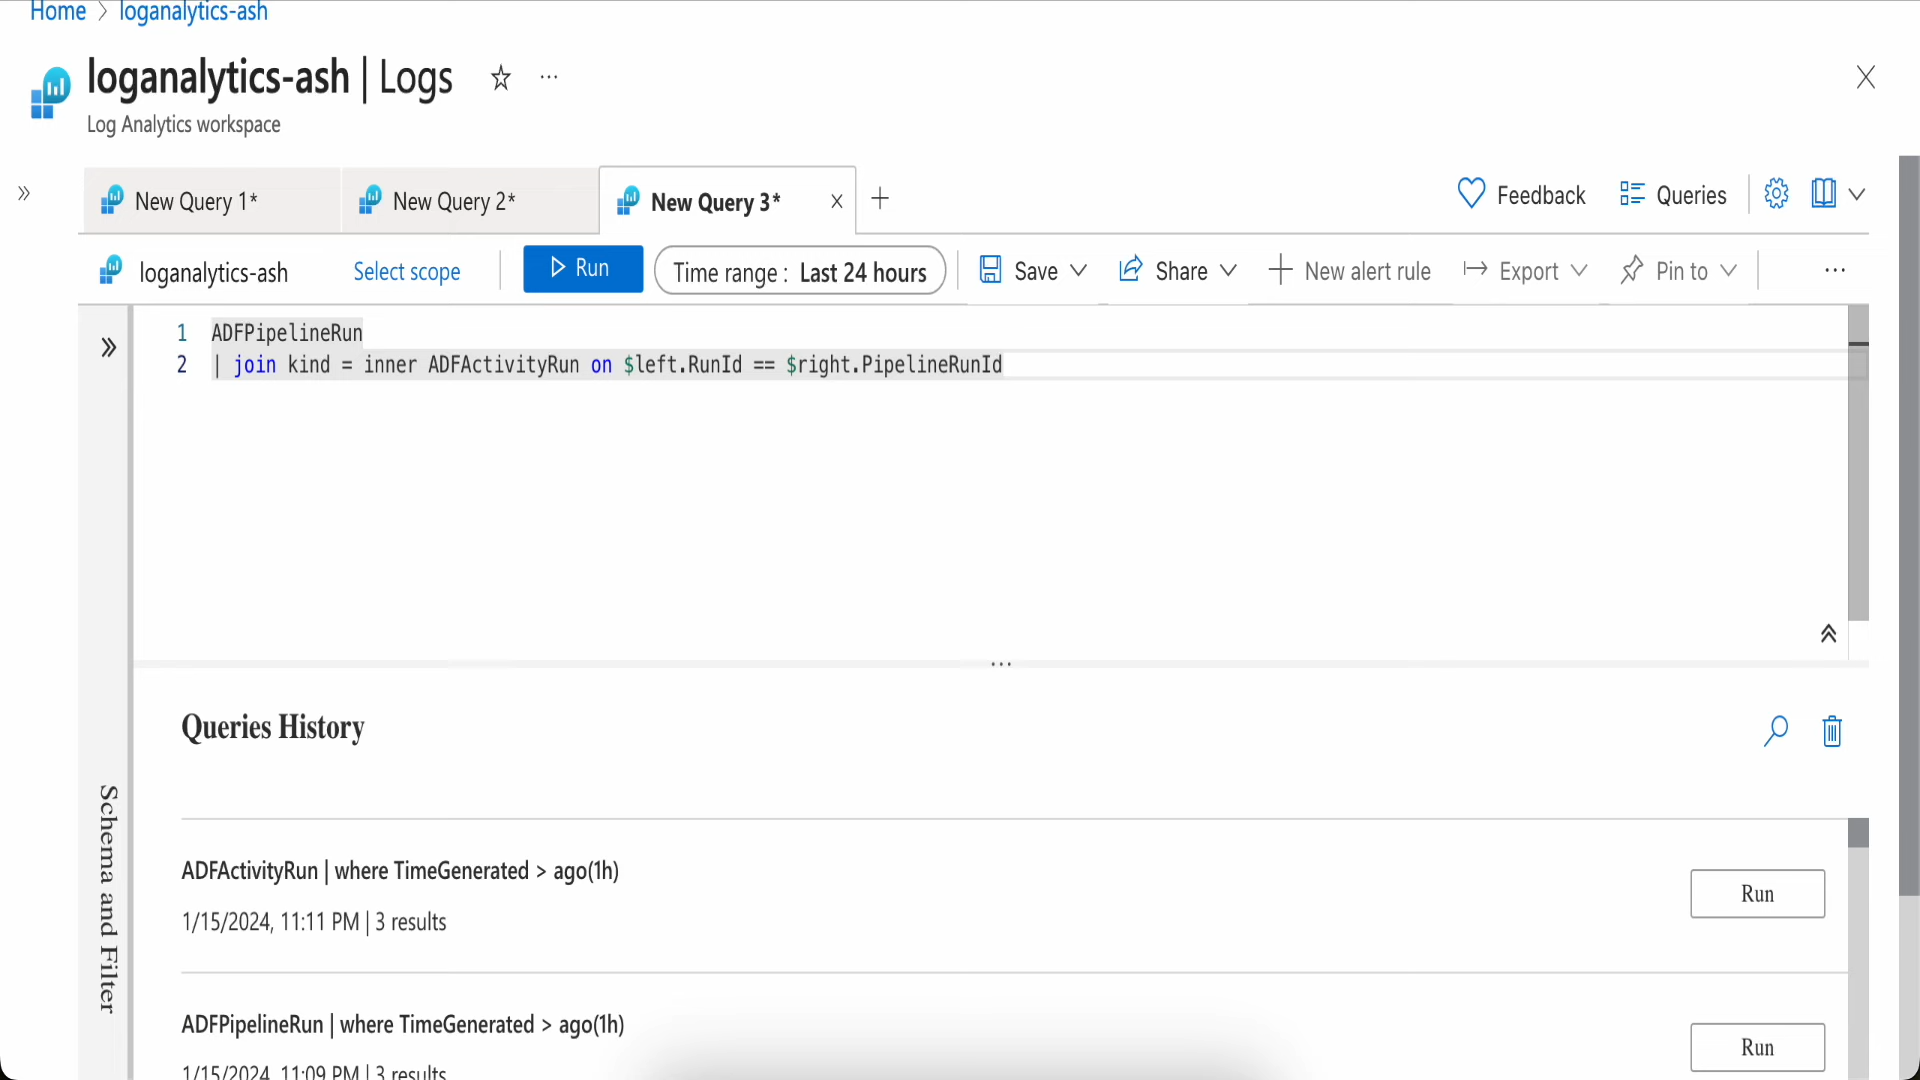 Home > loganalytics-ash
loganalytics-ash | Logs
Log Analytics workspace
New Query 1*
New Query 2*
New Query 3*
Feedback
Queries
loganalytics-ash
Select scope
Run
Time range : Last 24 hours
Save
Share
New alert rule
Export
Pin to
1 ADFPipelineRun
2 | join kind = inner ADFActivityRun on $left.RunId == $right.PipelineRunId
Schema and Filter
Queries History
ADFActivityRun | where TimeGenerated > ago(1h)
1/15/2024, 11:11 PM | 3 results
Run
ADFPipelineRun | where TimeGenerated > ago(1h)
1/15/2024, 11:09 PM | 3 results
Run